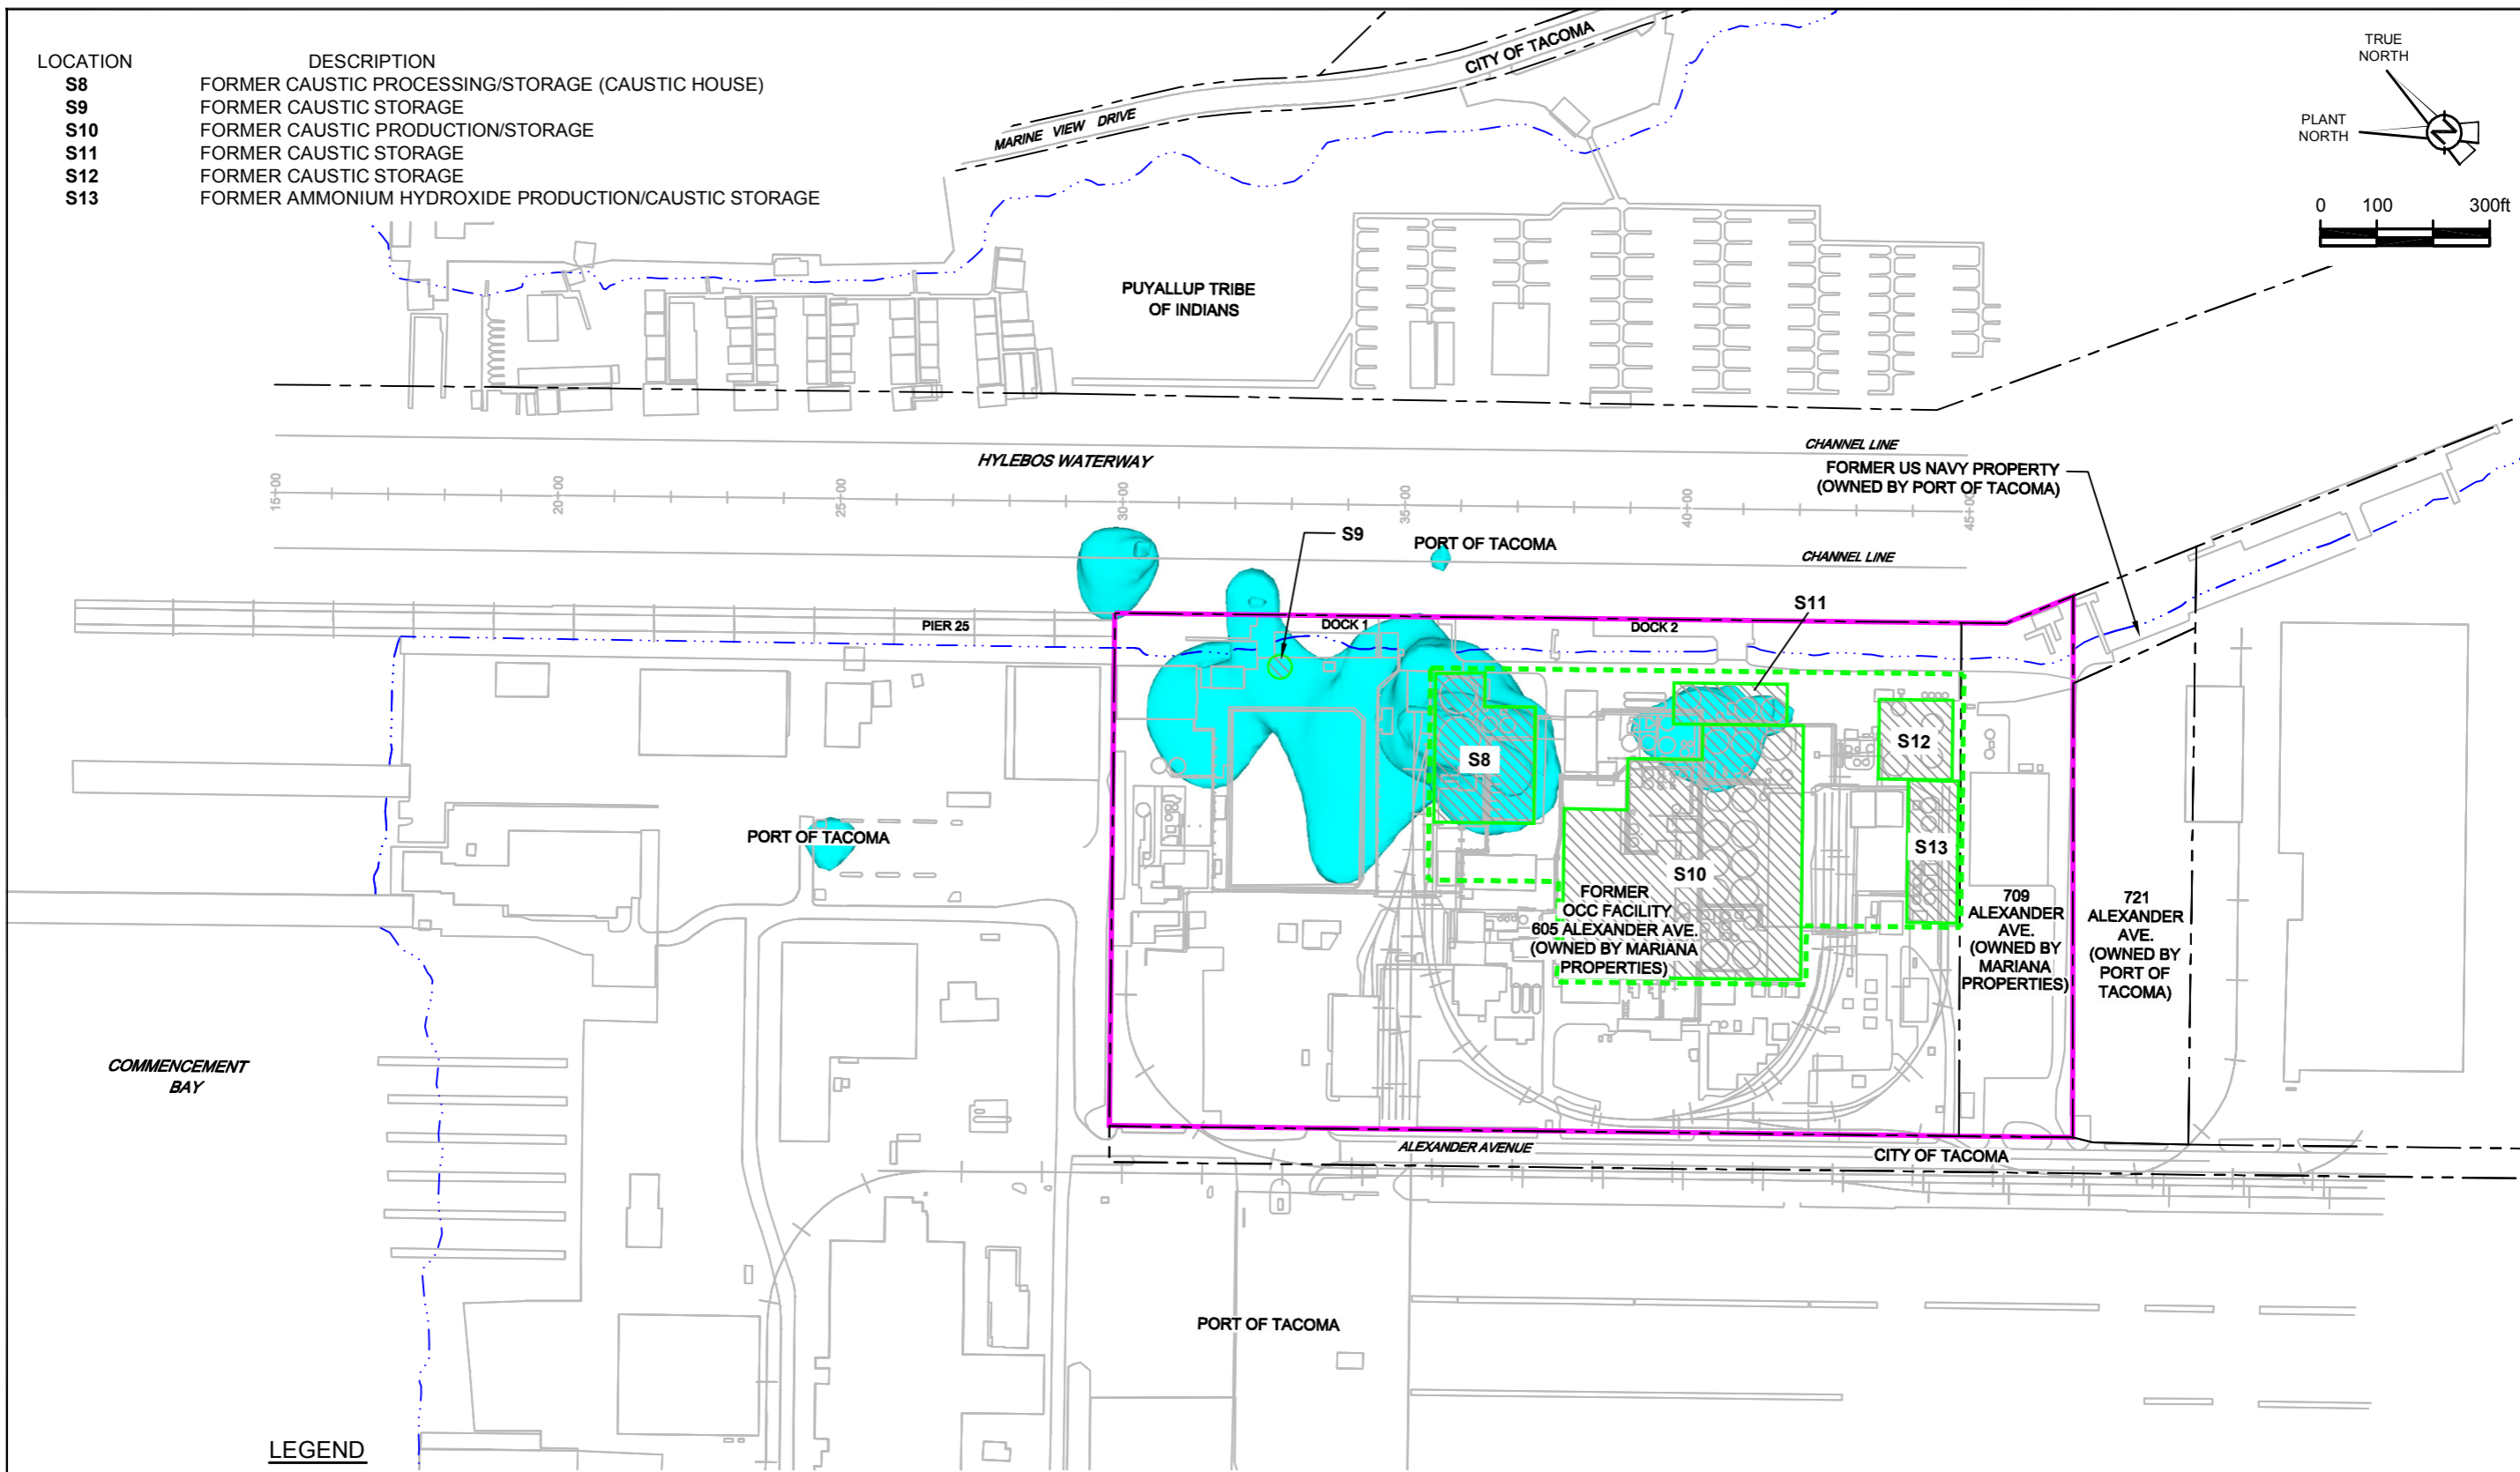 LOCATION DESCRIPTION
S8 FORMER CAUSTIC PROCESSING/STORAGE (CAUSTIC HOUSE)
S9 FORMER CAUSTIC STORAGE
S10 FORMER CAUSTIC PRODUCTION/STORAGE
S11 FORMER CAUSTIC STORAGE
S12 FORMER CAUSTIC STORAGE
S13 FORMER AMMONIUM HYDROXIDE PRODUCTION/CAUSTIC STORAGE
TRUE
NORTH
PLANT
NORTH
N
0 100 300ft
CITY OF TACOMA
MARINE VIEW DRIVE
PUYALLUP TRIBE
OF INDIANS
CHANNEL LINE
HYLEBOS WATERWAY
FORMER US NAVY PROPERTY
(OWNED BY PORT OF TACOMA)
15+00
20+00
25+00
30+00
35+00
40+00
45+00
S9
PORT OF TACOMA
CHANNEL LINE
S11
PIER 25
DOCK 1
DOCK 2
S8
S12
PORT OF TACOMA
S13
S10
FORMER
OCC FACILITY
605 ALEXANDER AVE.
(OWNED BY MARIANA
PROPERTIES)
709
ALEXANDER
AVE.
(OWNED BY
MARIANA
PROPERTIES)
721
ALEXANDER
AVE.
(OWNED BY
PORT OF
TACOMA)
COMMENCEMENT
BAY
ALEXANDER AVENUE
CITY OF TACOMA
PORT OF TACOMA
LEGEND